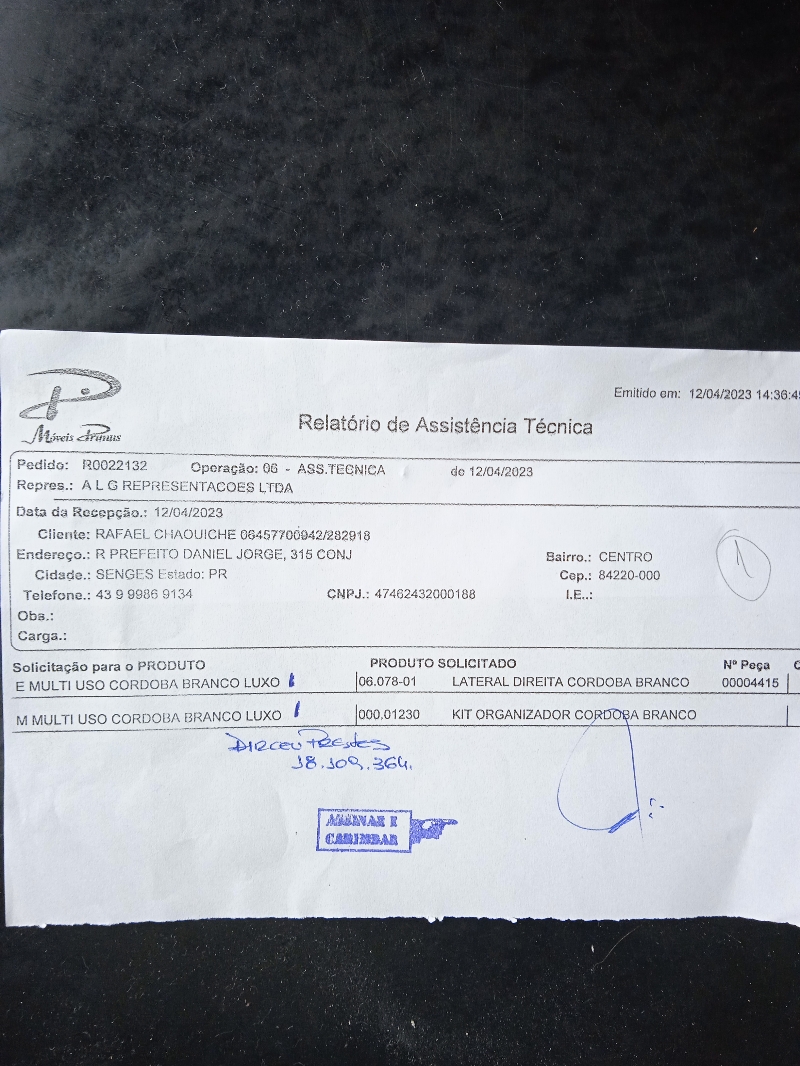 Emitido em: 12/04/2023 14:36:45
Relatório de Assistência Técnica
Móveis Primus
Pedido: R0022132 Operação: 06 - ASS.TECNICA de 12/04/2023
Repres.: A L G REPRESENTACOES LTDA
Data da Recepção.: 12/04/2023
Cliente: RAFAEL CHAOUICHE 06457700942/282918
Endereço.: R PREFEITO DANIEL JORGE, 315 CONJ Bairro.: CENTRO
Cidade.: SENGES Estado: PR Cep.: 84220-000
Telefone.: 43 9 9986 9134 CNPJ.: 47462432000188 I.E..:
Obs.:
Carga.:
1
Solicitação para o PRODUTO PRODUTO SOLICITADO Nº Peça
E MULTI USO CORDOBA BRANCO LUXO 06.078-01 LATERAL DIREITA CORDOBA BRANCO 00004415
M MULTI USO CORDOBA BRANCO LUXO 000.01230 KIT ORGANIZADOR CORDOBA BRANCO
Dirceu Prestes
18.109.364.
ASSINAR E
CARIMBAR